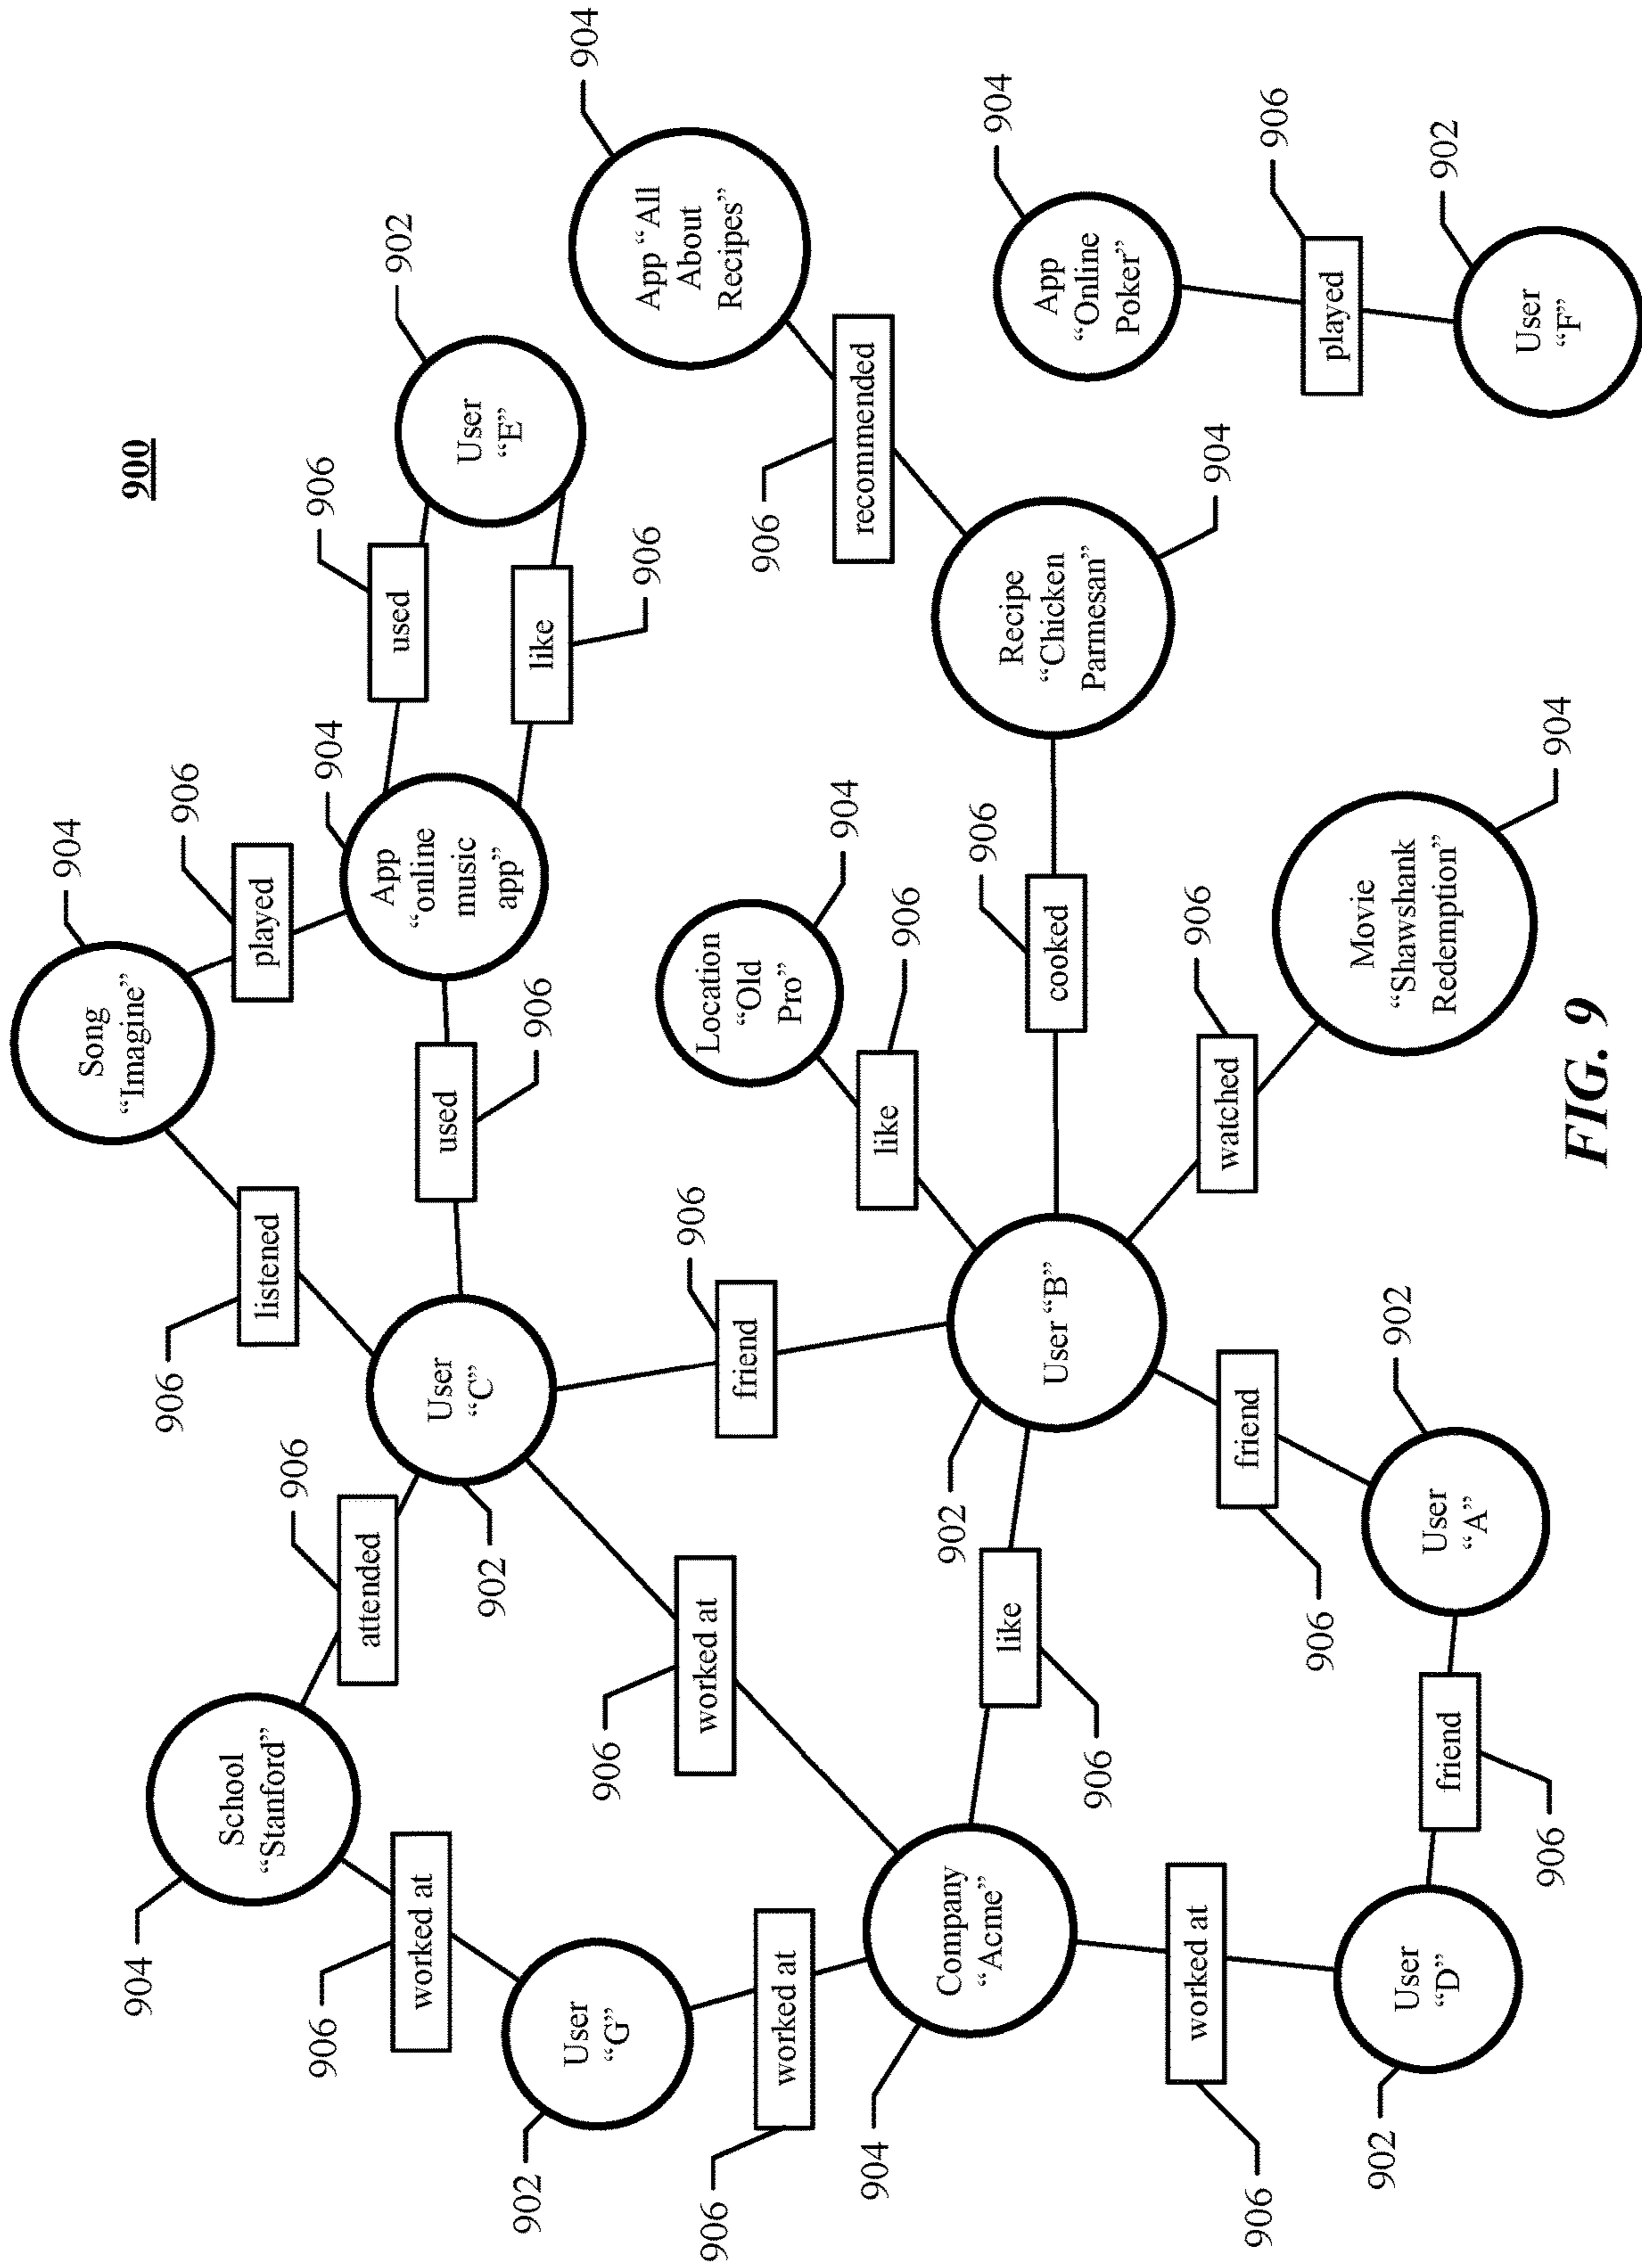 904
Song
“Imagine”
900
904
906
906
School
“Stanford”
listened
played
906
906
904
906
attended
used
902
worked at
User
“C”
used
App
“online
music
app”
User
“E”
902
902
906
like
User
“G”
904
906
906
App “All
About
Recipes”
906
worked at
906
friend
Location
“Old
Pro”
906
worked at
904
recommended
904
like
906
Company
“Acme”
902
906
904
like
User “B”
cooked
Recipe
“Chicken
Parmesan”
App
“Online
Poker”
906
worked at
906
904
friend
watched
906
906
906
played
902
902
Movie
“Shawshank
Redemption”
User
“D”
friend
User
“A”
902
906
904
User
“F”
FIG. 9